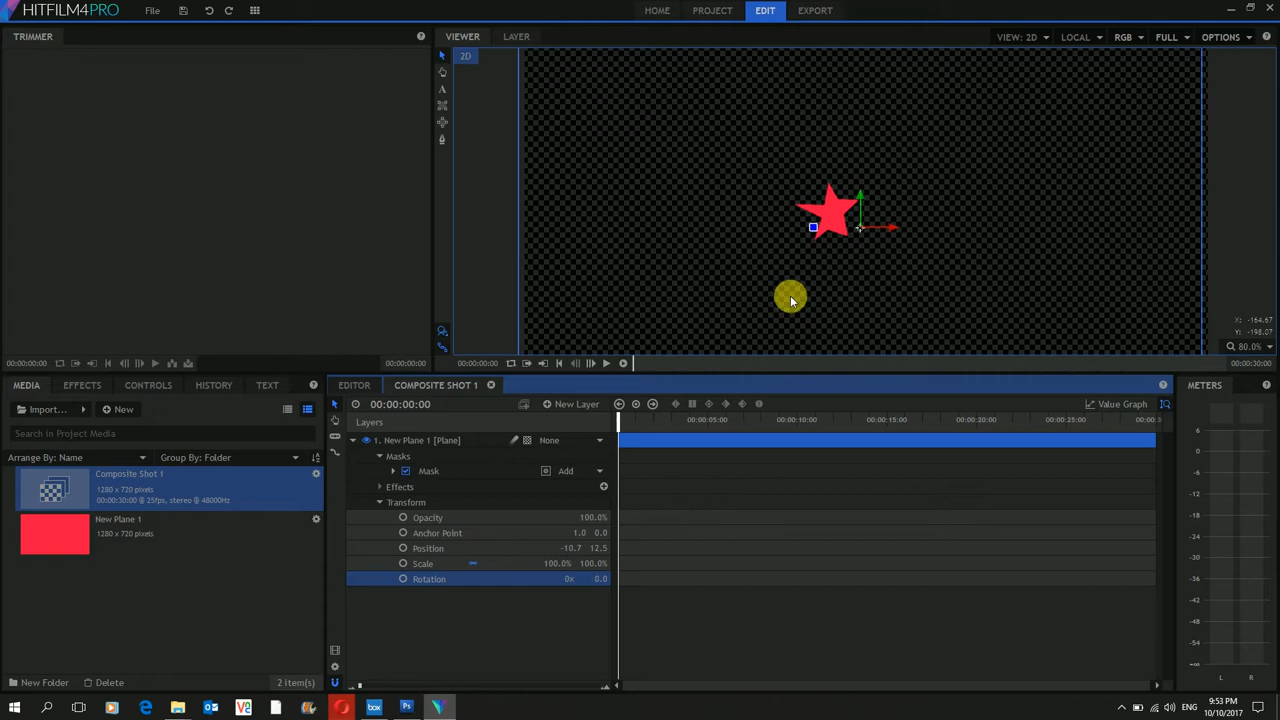 HITFILM4PRO File HOME PROJECT EDIT EXPORT
TRIMMER
VIEWER LAYER VIEW: 2D LOCAL RGB FULL OPTIONS
2D
X: -164.67
Y: -198.07
80.0%
00:00:00:00 00:00:00:00 00:00:00:00 00:00:30:00
MEDIA EFFECTS CONTROLS HISTORY TEXT
EDITOR COMPOSITE SHOT 1 METERS
Import... New
00:00:00:00 New Layer Value Graph
Search in Project Media
Layers 00:00:05:00 00:00:10:00 00:00:15:00 00:00:20:00 00:00:25:00 00:00:3
Arrange By: Name Group By: Folder
1. New Plane 1 [Plane] None
Masks
Mask Add
Effects
Transform
Opacity 100.0%
Anchor Point 1.0 0.0
Position -10.7 12.5
Scale 100.0% 100.0%
Rotation 0x 0.0
Composite Shot 1
1280 x 720 pixels
00:00:30:00 @ 25fps, stereo @ 48000Hz
New Plane 1
1280 x 720 pixels
6
0
-6
-12
-18
-24
-30
-36
-42
-48
-54
-∞
L R
New Folder Delete 2 item(s)
Ps
ENG
9:53 PM
10/10/2017
box